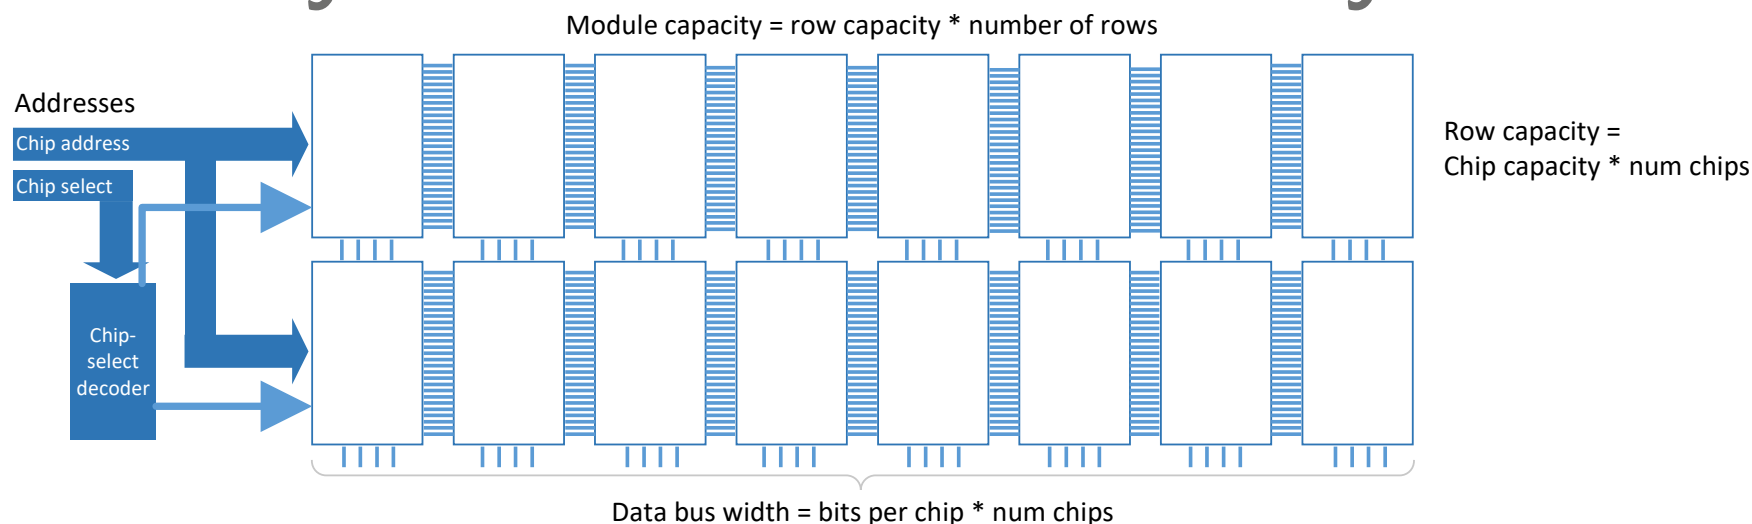 Module capacity = row capacity * number of rows
Addresses
Chip address
Chip select
Row capacity =
Chip capacity * num chips
Chip-
select
decoder
Data bus width = bits per chip * num chips